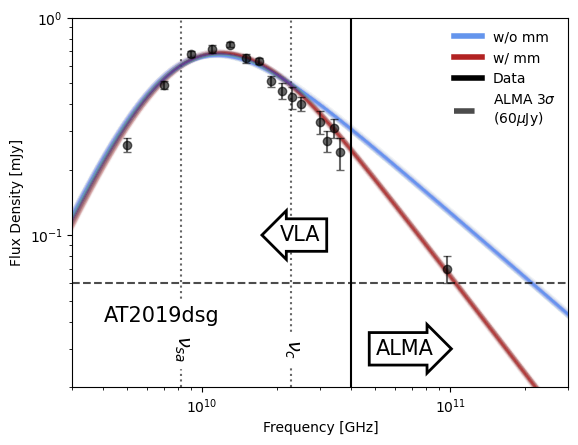 10⁰
10⁻¹
Flux Density [mJy]
w/o mm
w/ mm
Data
ALMA 3σ
(60μJy)
VLA
AT2019dsg
ν_sa
ν_c
ALMA
10¹⁰
10¹¹
Frequency [GHz]